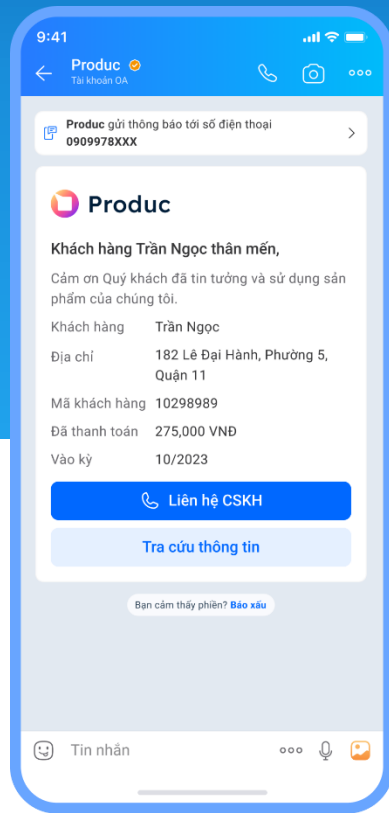 9:41
Produc
Tài khoản OA
Produc gửi thông báo tới số điện thoại
0909978XXX
Produc
Khách hàng Trần Ngọc thân mến,
Cảm ơn Quý khách đã tin tưởng và sử dụng sản
phẩm của chúng tôi.
Khách hàng Trần Ngọc
Địa chỉ 182 Lê Đại Hành, Phường 5,
Quận 11
Mã khách hàng 10298989
Đã thanh toán 275,000 VNĐ
Vào kỳ 10/2023
Liên hệ CSKH
Tra cứu thông tin
Bạn cảm thấy phiền? Báo xấu
Tin nhắn